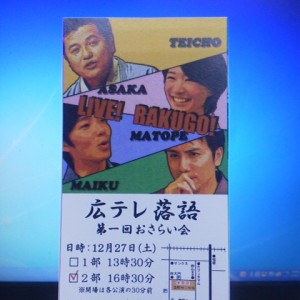 TEICHO
ASAKA
LIVE! RAKUGO!
MATOPE
MAIKU
広テレ落語
第一回おさらい会
日時:12月27日(土)
□1部 13時30分
☑2部 16時30分
※開場は各公演の30分前